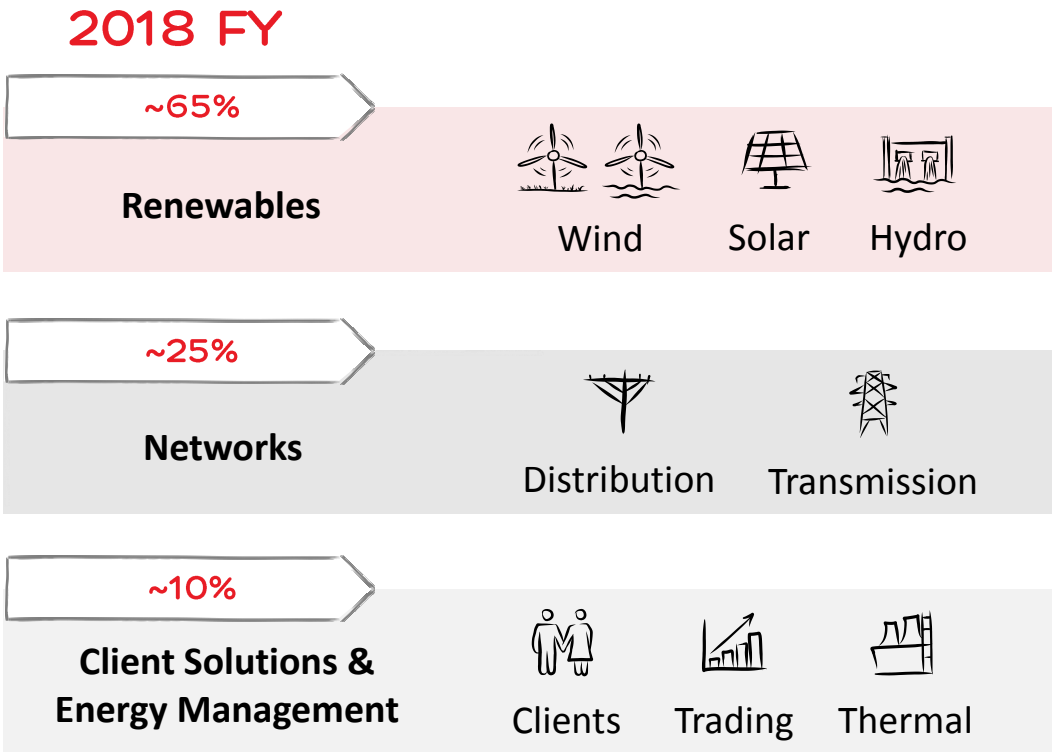 2018 FY
~65%
Renewables
Wind Solar Hydro
~25%
Networks
Distribution Transmission
~10%
Client Solutions &
Energy Management
Clients Trading Thermal